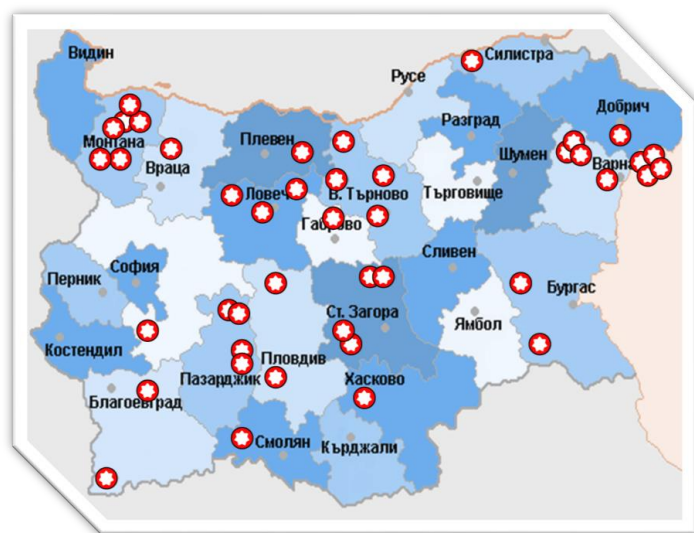 Видин
Силистра
Русе
Добрич
Разград
Монтана
Плевен
Шумен
Варна
Враца
Ловеч
В. Търново
Търговище
Габрово
Сливен
София
Перник
Бургас
Ст. Загора
Ямбол
Костендил
Пловдив
Пазарджик
Хасково
Благоевград
Смолян
Кърджали